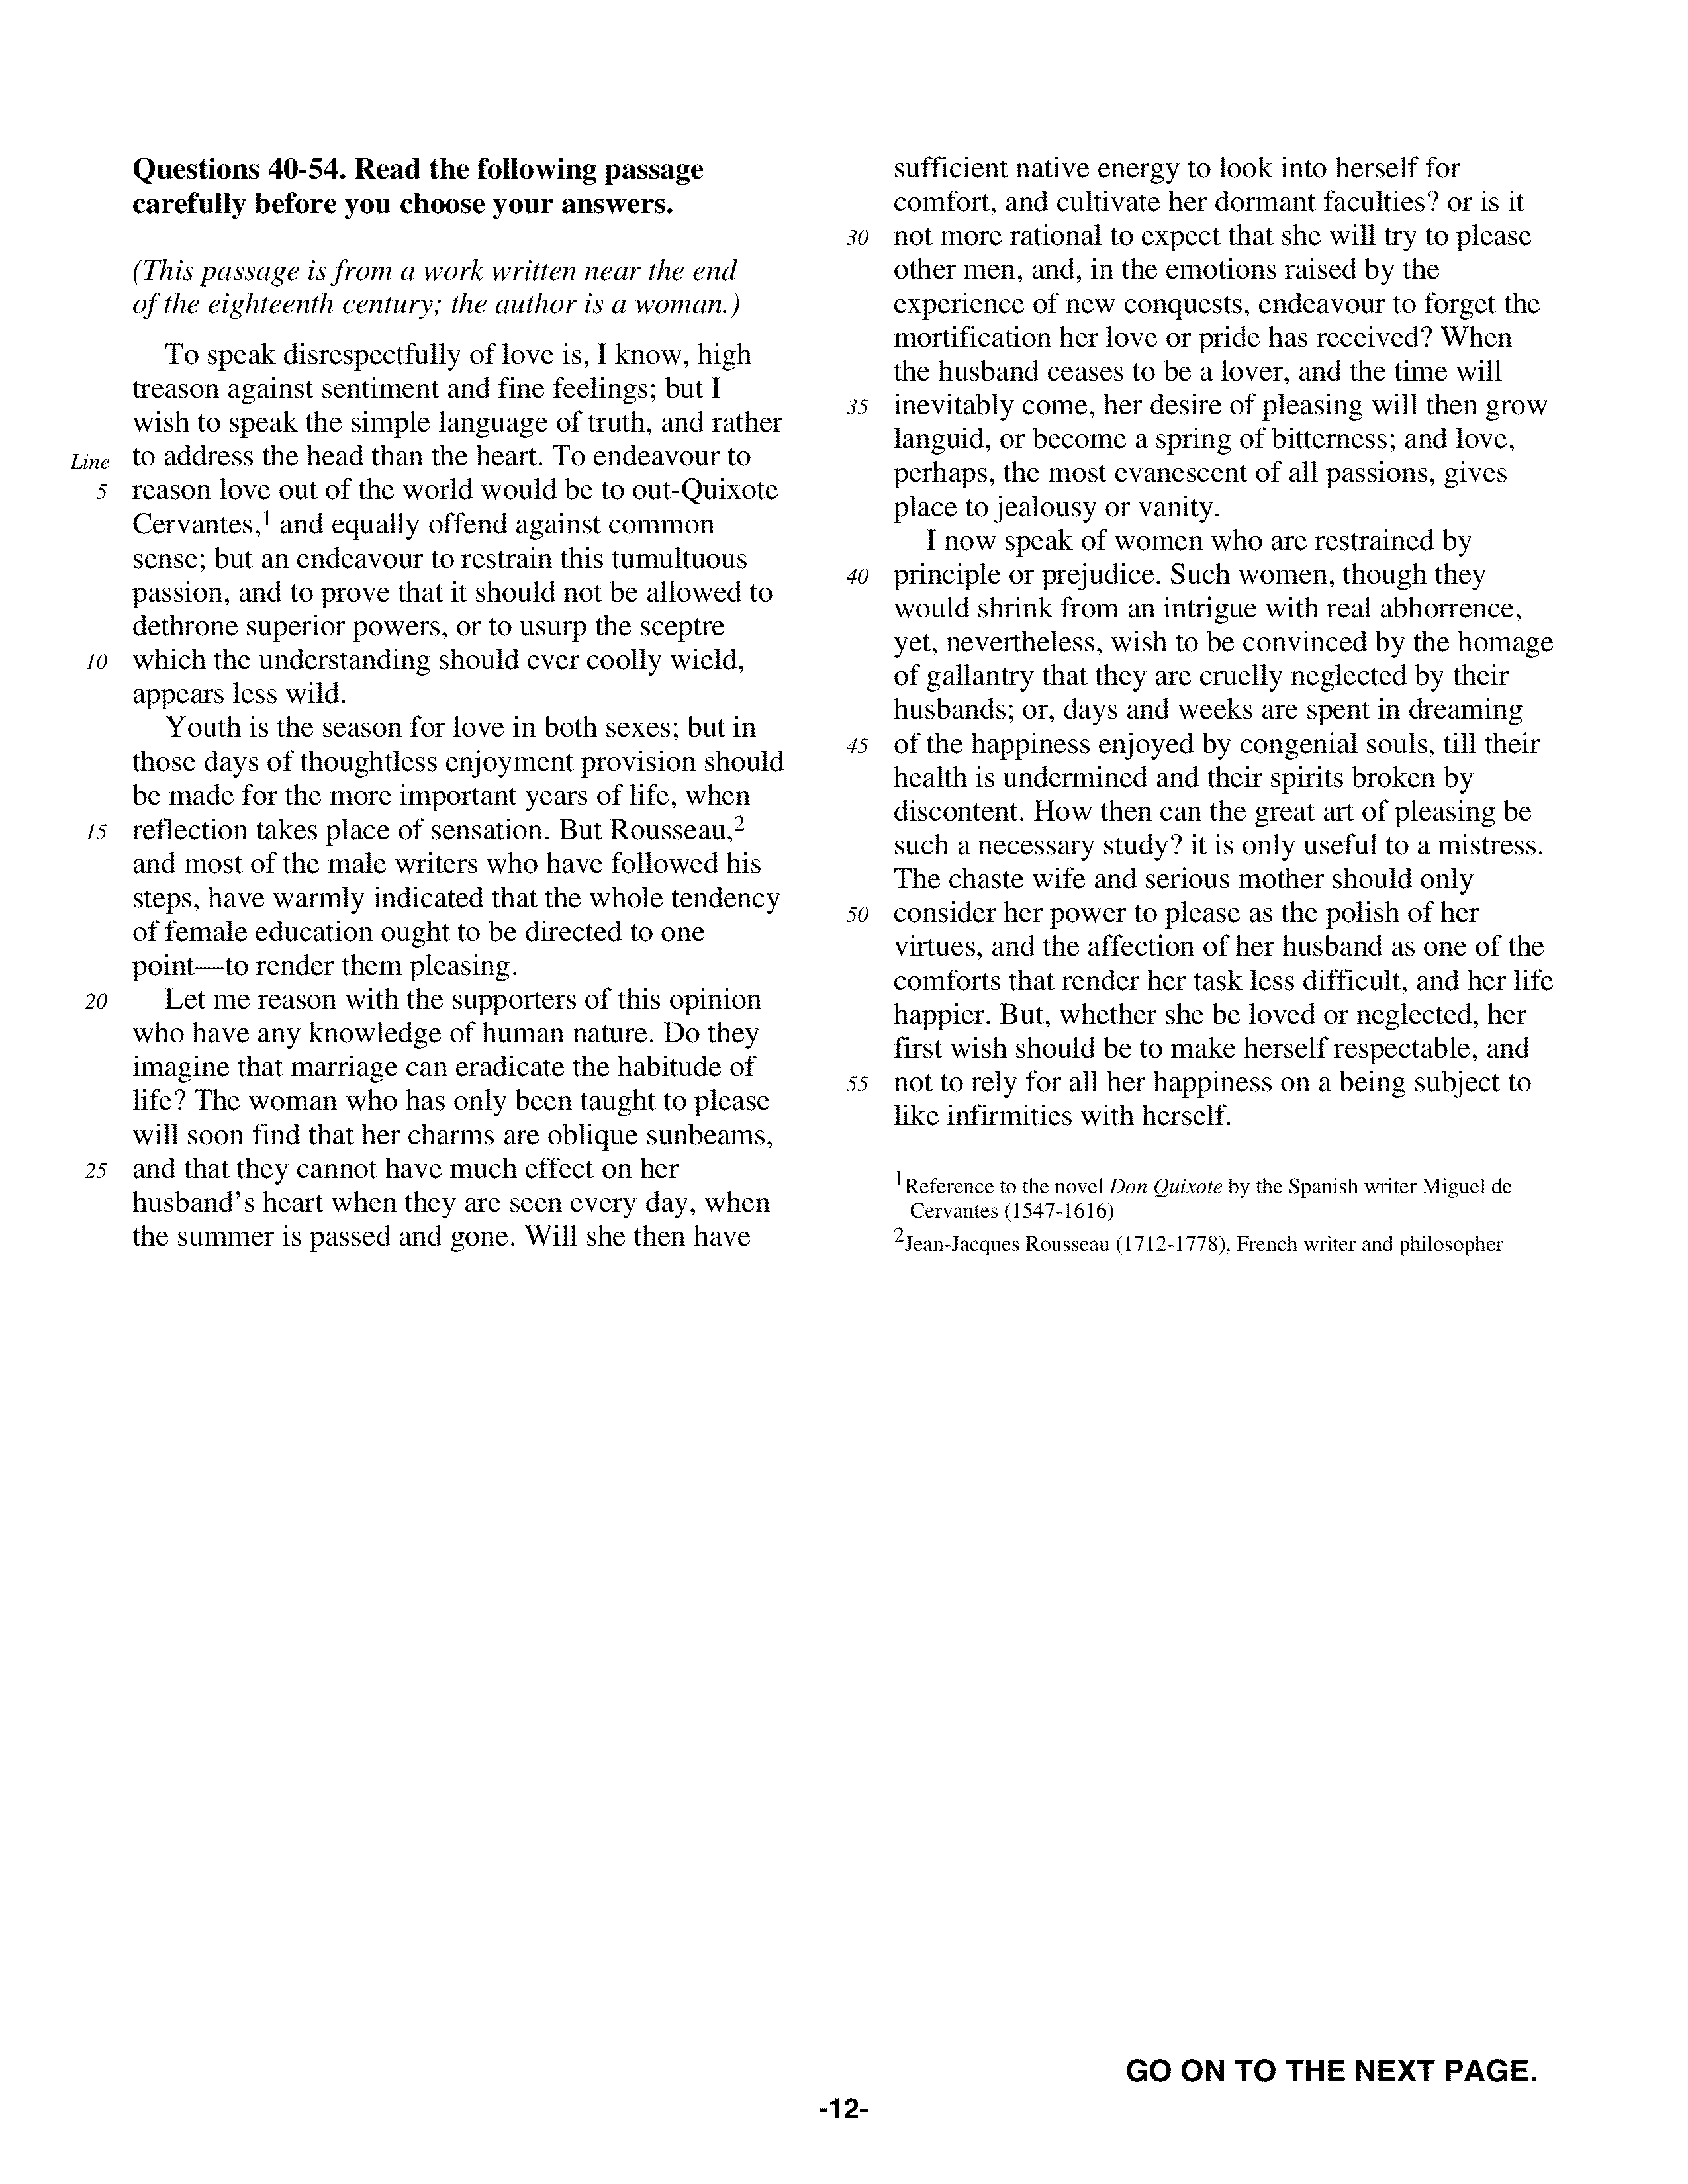 Questions 40-54. Read the following passage
carefully before you choose your answers.
(This passage is from a work written near the end
of the eighteenth century; the author is a woman.)
To speak disrespectfully of love is, I know, high
treason against sentiment and fine feelings; but I
wish to speak the simple language of truth, and rather
Line to address the head than the heart. To endeavour to
5 reason love out of the world would be to out-Quixote
Cervantes,1 and equally offend against common
sense; but an endeavour to restrain this tumultuous
passion, and to prove that it should not be allowed to
dethrone superior powers, or to usurp the sceptre
10 which the understanding should ever coolly wield,
appears less wild.
Youth is the season for love in both sexes; but in
those days of thoughtless enjoyment provision should
be made for the more important years of life, when
15 reflection takes place of sensation. But Rousseau,2
and most of the male writers who have followed his
steps, have warmly indicated that the whole tendency
of female education ought to be directed to one
point—to render them pleasing.
20 Let me reason with the supporters of this opinion
who have any knowledge of human nature. Do they
imagine that marriage can eradicate the habitude of
life? The woman who has only been taught to please
will soon find that her charms are oblique sunbeams,
25 and that they cannot have much effect on her
husband's heart when they are seen every day, when
the summer is passed and gone. Will she then have
sufficient native energy to look into herself for
comfort, and cultivate her dormant faculties? or is it
30 not more rational to expect that she will try to please
other men, and, in the emotions raised by the
experience of new conquests, endeavour to forget the
mortification her love or pride has received? When
the husband ceases to be a lover, and the time will
35 inevitably come, her desire of pleasing will then grow
languid, or become a spring of bitterness; and love,
perhaps, the most evanescent of all passions, gives
place to jealousy or vanity.
I now speak of women who are restrained by
40 principle or prejudice. Such women, though they
would shrink from an intrigue with real abhorrence,
yet, nevertheless, wish to be convinced by the homage
of gallantry that they are cruelly neglected by their
husbands; or, days and weeks are spent in dreaming
45 of the happiness enjoyed by congenial souls, till their
health is undermined and their spirits broken by
discontent. How then can the great art of pleasing be
such a necessary study? it is only useful to a mistress.
The chaste wife and serious mother should only
50 consider her power to please as the polish of her
virtues, and the affection of her husband as one of the
comforts that render her task less difficult, and her life
happier. But, whether she be loved or neglected, her
first wish should be to make herself respectable, and
55 not to rely for all her happiness on a being subject to
like infirmities with herself.
1Reference to the novel Don Quixote by the Spanish writer Miguel de
Cervantes (1547-1616)
2Jean-Jacques Rousseau (1712-1778), French writer and philosopher
GO ON TO THE NEXT PAGE.
-12-